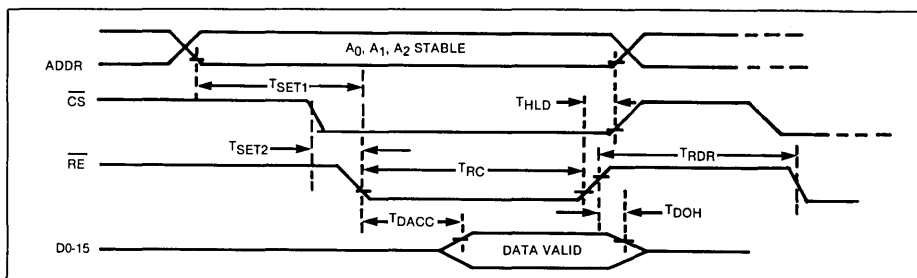 A0, A1, A2 STABLE
ADDR
TSET1
CS
THLD
TSET2
TRDR
RE
TRC
TDACC
TDOH
D0-15
DATA VALID